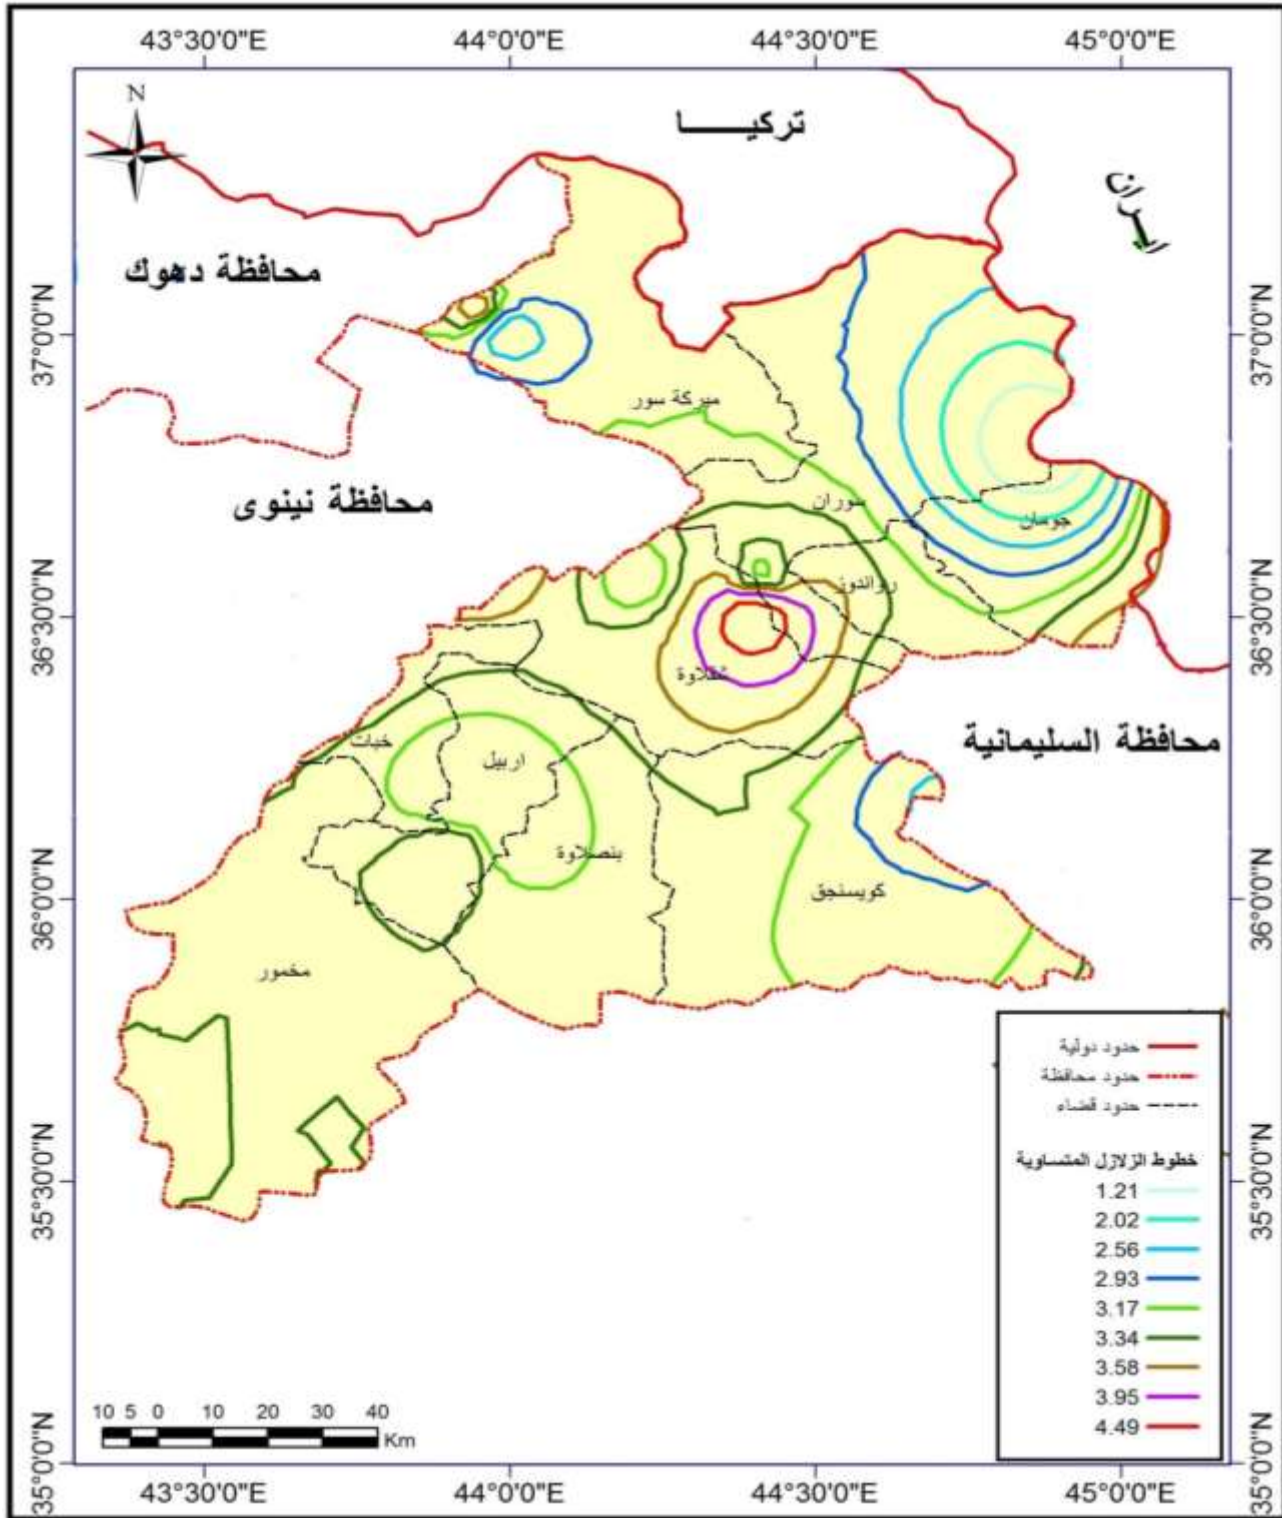 43°30'0"E 44°0'0"E 44°30'0"E 45°0'0"E
N
تركيـــــا
ايـــران
محافظة دهوك
37°0'0"N 37°0'0"N
ميركة سور
محافظة نينوى
سوران
جومان
36°30'0"N 36°30'0"N
رواندوز
شقلاوة
محافظة السليمانية
خبات
اربيل
بنصلاوة
كويسنجق
36°0'0"N 36°0'0"N
مخمور
حدود دولية
حدود محافظة
حدود قضاء
خطوط الزلازل المتساوية
1.21
2.02
2.56
2.93
3.17
3.34
3.58
3.95
4.49
35°30'0"N 35°30'0"N
10 5 0 10 20 30 40
Km
35°0'0"N 35°0'0"N
43°30'0"E 44°0'0"E 44°30'0"E 45°0'0"E